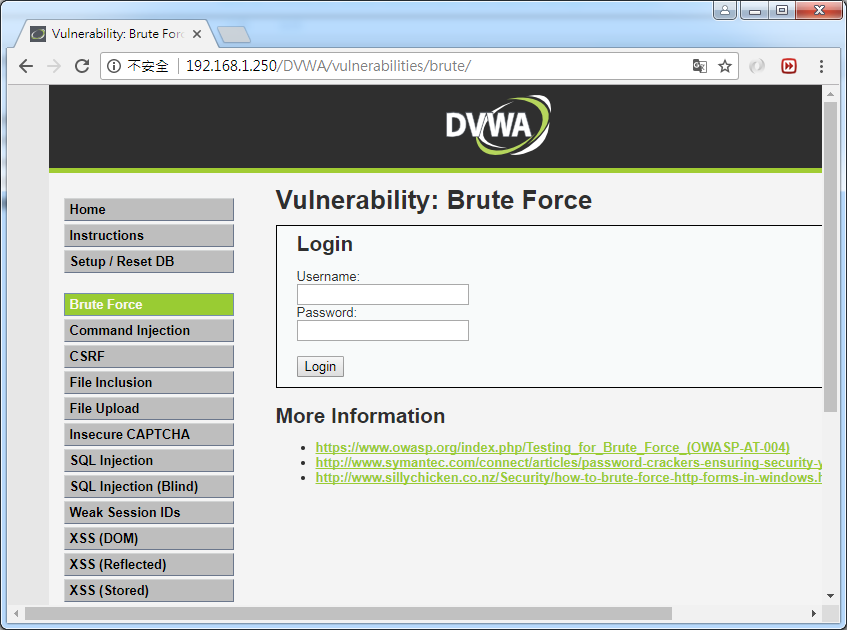 Vulnerability: Brute Forc
不安全 192.168.1.250/DVWA/vulnerabilities/brute/
DVWA
Home
Instructions
Setup / Reset DB
Brute Force
Command Injection
CSRF
File Inclusion
File Upload
Insecure CAPTCHA
SQL Injection
SQL Injection (Blind)
Weak Session IDs
XSS (DOM)
XSS (Reflected)
XSS (Stored)
Vulnerability: Brute Force
Login
Username:
Password:
Login
More Information
https://www.owasp.org/index.php/Testing_for_Brute_Force_(OWASP-AT-004)
http://www.symantec.com/connect/articles/password-crackers-ensuring-security-y
http://www.sillychicken.co.nz/Security/how-to-brute-force-http-forms-in-windows.h